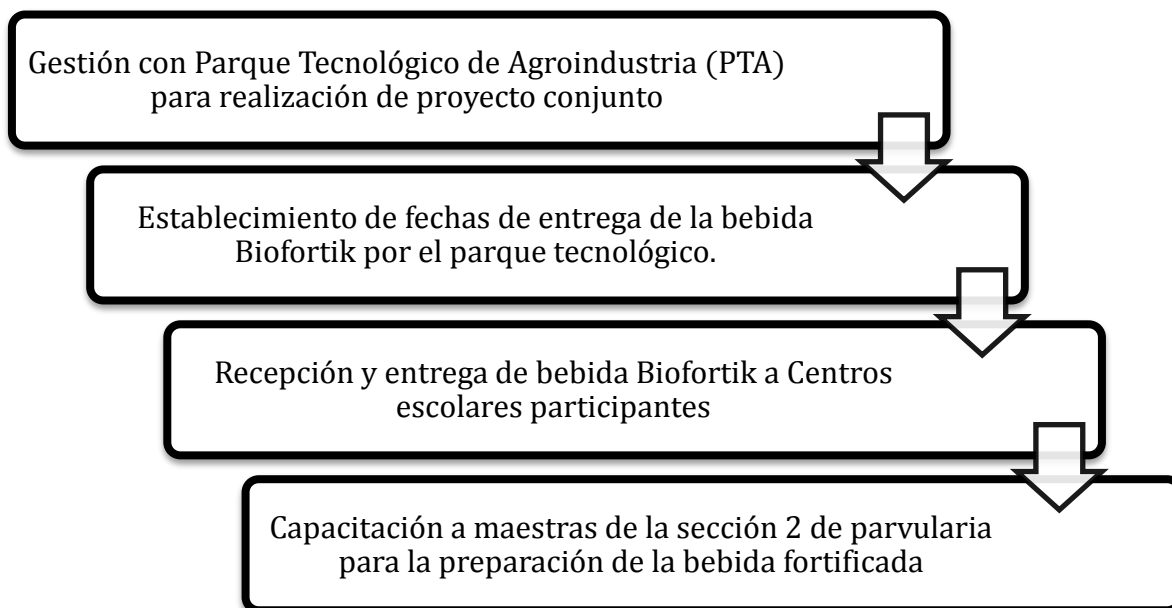 Gestión con Parque Tecnológico de Agroindustria (PTA)
para realización de proyecto conjunto
Establecimiento de fechas de entrega de la bebida
Biofortik por el parque tecnológico.
Recepción y entrega de bebida Biofortik a Centros
escolares participantes
Capacitación a maestras de la sección 2 de parvularia
para la preparación de la bebida fortificada